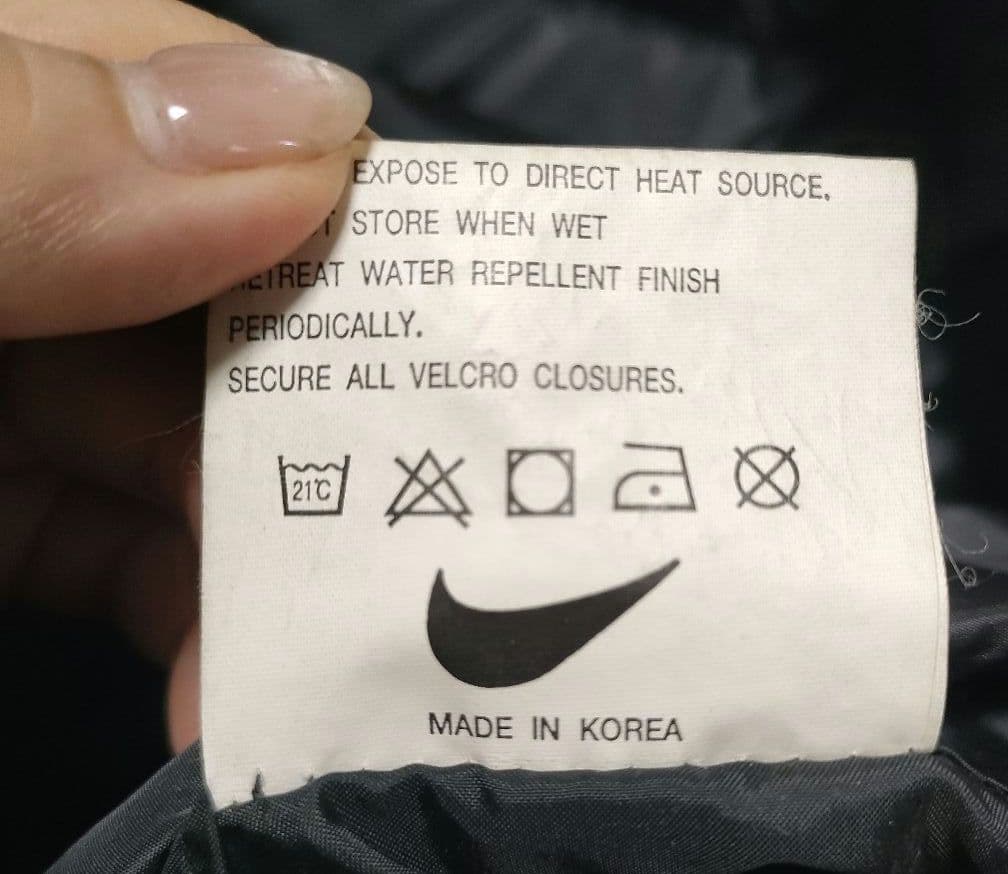 EXPOSE TO DIRECT HEAT SOURCE.
STORE WHEN WET
RETREAT WATER REPELLENT FINISH
PERIODICALLY.
SECURE ALL VELCRO CLOSURES.
21°C
MADE IN KOREA